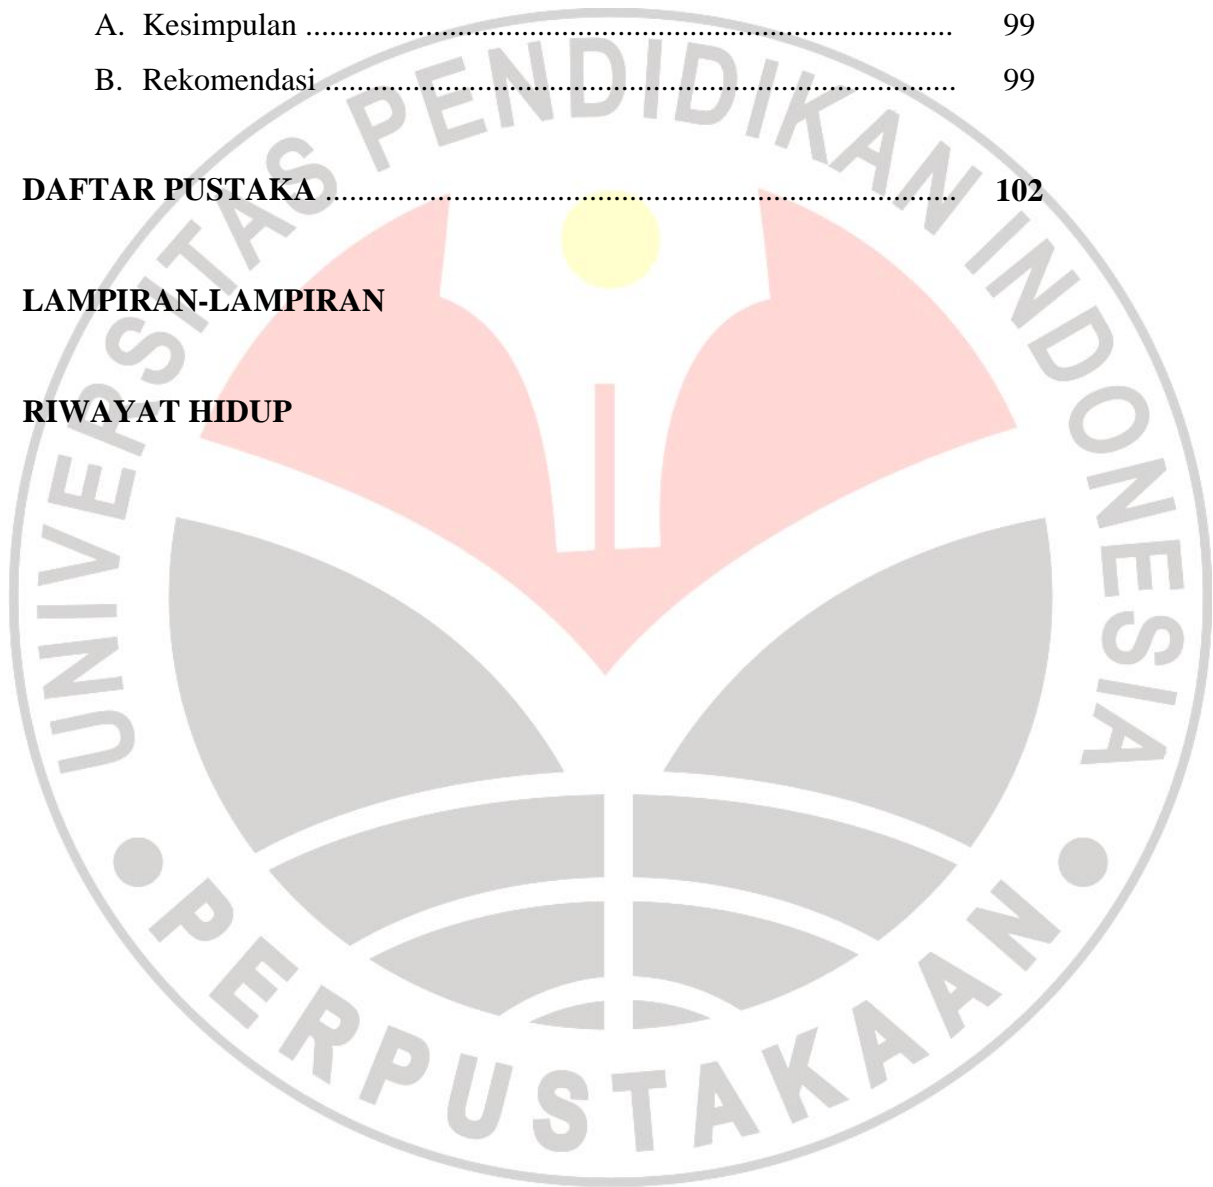 A. Kesimpulan ................................................................................. 99
B. Rekomendasi ............................................................................... 99
DAFTAR PUSTAKA ............................................................................... 102
LAMPIRAN-LAMPIRAN
RIWAYAT HIDUP
UNIVERSITAS PENDIDIKAN INDONESIA
PERPUSTAKAAN